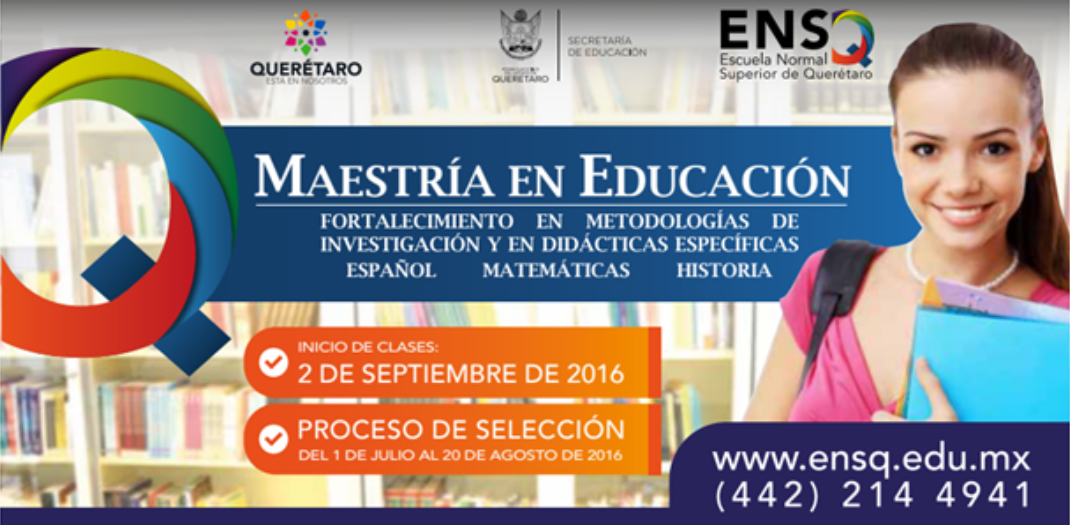 QUERÉTARO
ESTÁ EN NOSOTROS
QUERÉTARO
SECRETARÍA
DE EDUCACIÓN
ENSQ
Escuela Normal
Superior de Querétaro
MAESTRÍA EN EDUCACIÓN
FORTALECIMIENTO EN METODOLOGÍAS DE
INVESTIGACIÓN Y EN DIDÁCTICAS ESPECÍFICAS
ESPAÑOL MATEMÁTICAS HISTORIA
INICIO DE CLASES:
2 DE SEPTIEMBRE DE 2016
PROCESO DE SELECCIÓN
DEL 1 DE JULIO AL 20 DE AGOSTO DE 2016
www.ensq.edu.mx
(442) 214 4941